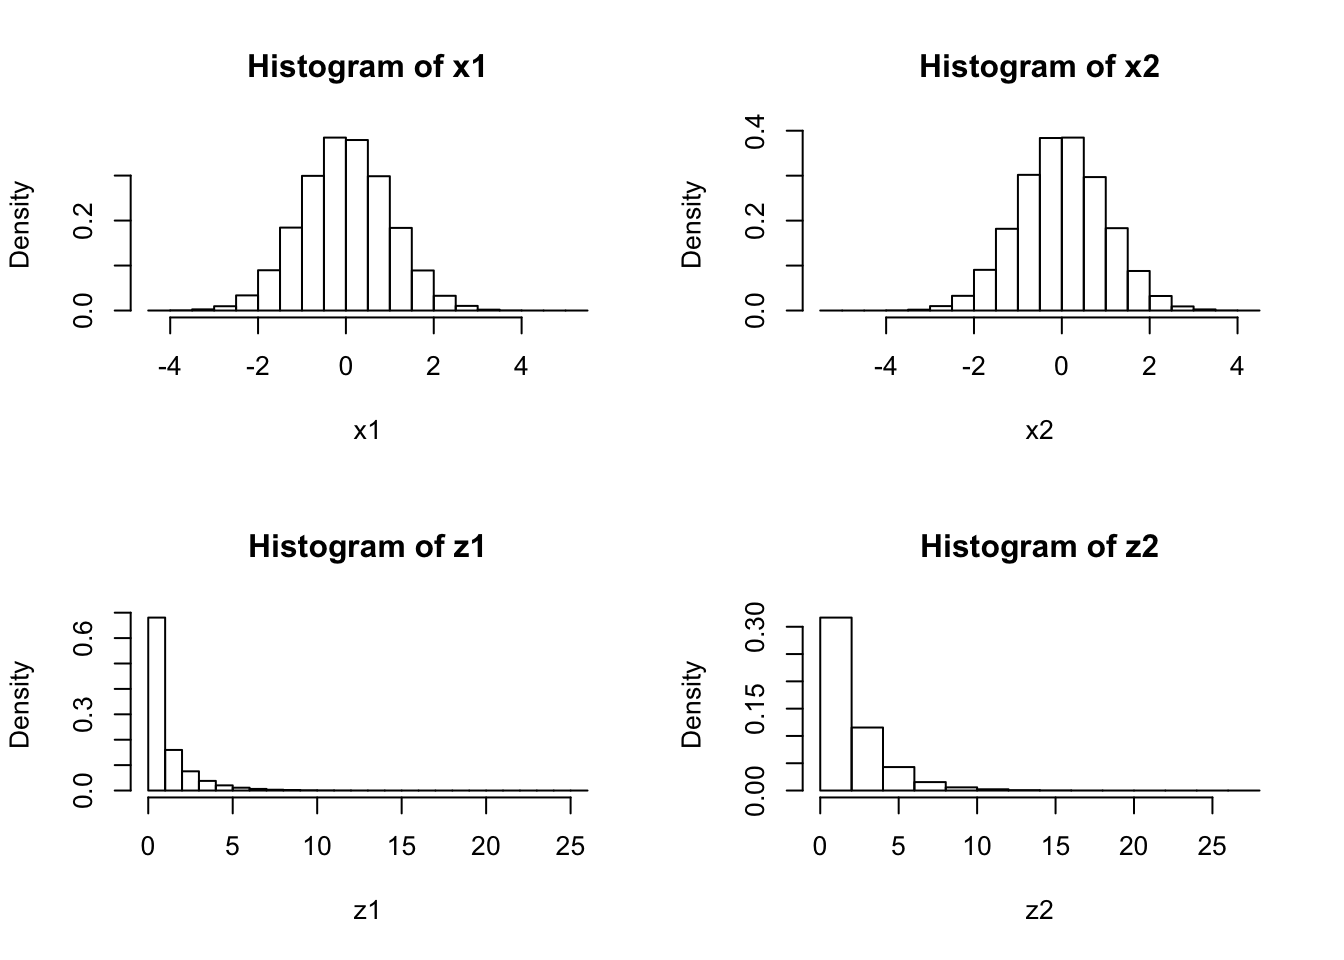 Histogram of x1
Density
0.0 0.2
-4 -2 0 2 4
x1
Histogram of x2
Density
0.0 0.2 0.4
-4 -2 0 2 4
x2
Histogram of z1
Density
0.0 0.3 0.6
0 5 10 15 20 25
z1
Histogram of z2
Density
0.00 0.15 0.30
0 5 10 15 20 25
z2